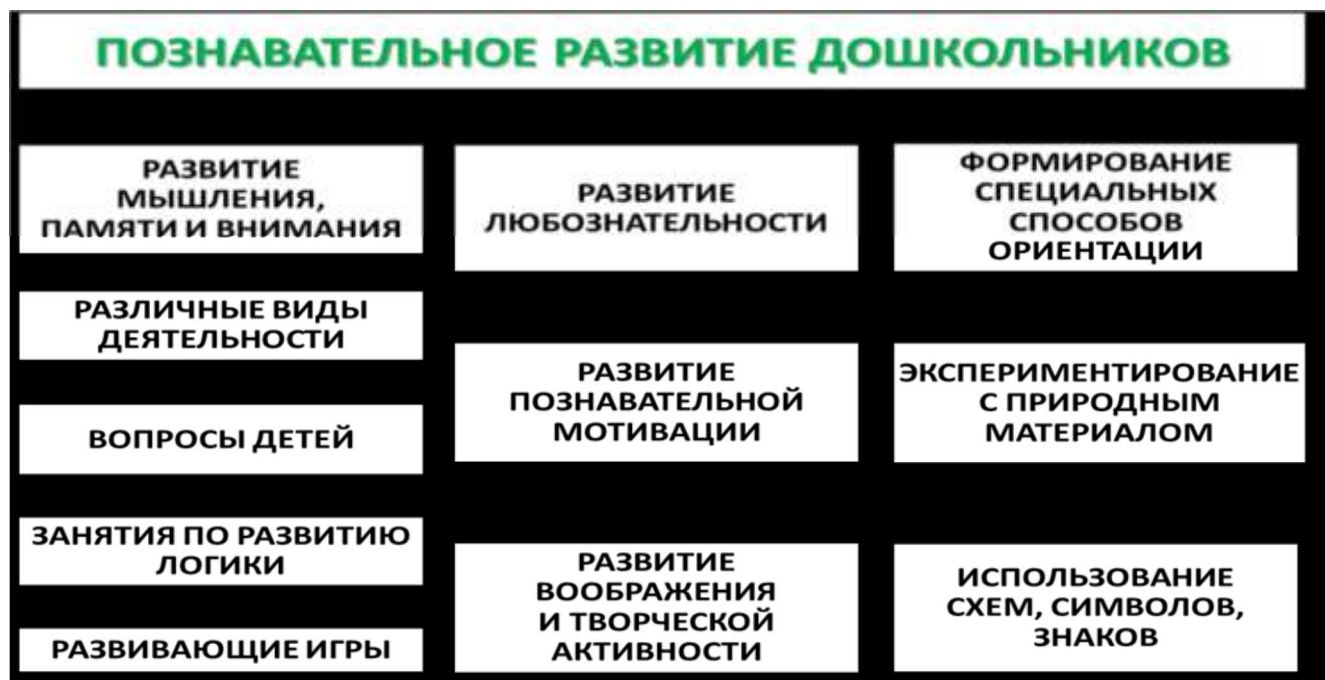 ПОЗНАВАТЕЛЬНОЕ РАЗВИТИЕ ДОШКОЛЬНИКОВ
РАЗВИТИЕ
МЫШЛЕНИЯ,
ПАМЯТИ И ВНИМАНИЯ
РАЗЛИЧНЫЕ ВИДЫ
ДЕЯТЕЛЬНОСТИ
ВОПРОСЫ ДЕТЕЙ
ЗАНЯТИЯ ПО РАЗВИТИЮ
ЛОГИКИ
РАЗВИВАЮЩИЕ ИГРЫ
РАЗВИТИЕ
ЛЮБОЗНАТЕЛЬНОСТИ
РАЗВИТИЕ
ПОЗНАВАТЕЛЬНОЙ
МОТИВАЦИИ
РАЗВИТИЕ
ВООБРАЖЕНИЯ
И ТВОРЧЕСКОЙ
АКТИВНОСТИ
ФОРМИРОВАНИЕ
СПЕЦИАЛЬНЫХ
СПОСОБОВ
ОРИЕНТАЦИИ
ЭКСПЕРИМЕНТИРОВАНИЕ
С ПРИРОДНЫМ
МАТЕРИАЛОМ
ИСПОЛЬЗОВАНИЕ
СХЕМ, СИМВОЛОВ,
ЗНАКОВ